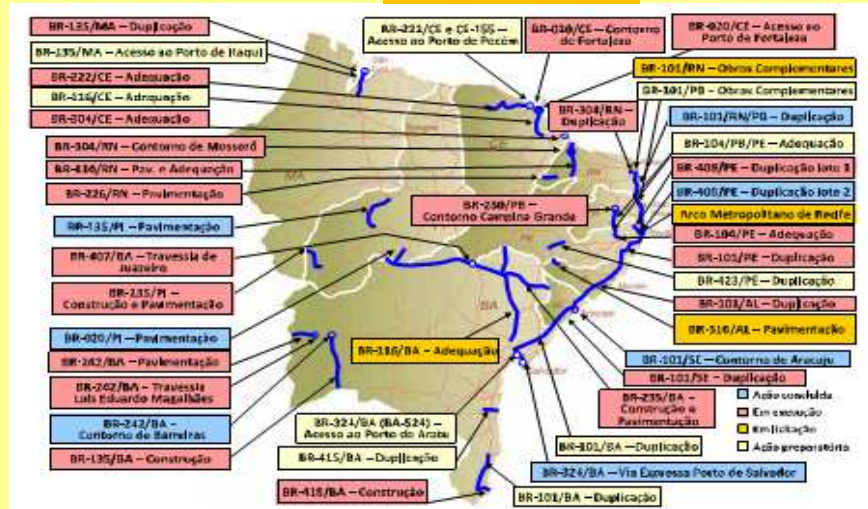 BR-135/MA – Duplicação
BR-135/MA – Acesso ao Porto de Itaqui
BR-222/CE – Adequação
BR-116/CE – Adequação
BR-304/CE – Adequação
BR-304/RN – Contorno de Mossoró
BR-226/RN – Pavimentação
BR-135/PI – Pavimentação
BR-407/BA – Travessia de
Juazeiro
BR-235/PI –
Construção e Pavimentação
BR-020/PI – Pavimentação
BR-242/BA – Pavimentação
BR-242/BA – Travessia
Luis Eduardo Magalhães
BR-242/BA –
Contorno de Barreiras
BR-135/BA – Construção
BR-222/CE e CE-155 –
Acesso ao Porto de Pecém
BR-020/CE – Contorno
de Fortaleza
BR-020/CE – Acesso ao
Porto de Fortaleza
BR-101/RN – Obras Complementares
BR-101/PB – Obras Complementares
BR-304/RN –
Duplicação
BR-101/RN/PB – Duplicação
BR-104/PB/PE – Adequação
BR-408/PE – Duplicação lote 1
BR-408/PE – Duplicação lote 2
Arco Metropolitano de Recife
BR-104/PE – Adequação
BR-101/PE – Duplicação
BR-423/PE – Duplicação
BR-101/AL – Duplicação
BR-316/AL – Pavimentação
BR-230/PB –
Contorno Campina Grande
MA
CE
BA
BR-116/BA – Adequação
BR-101/SE – Contorno de Aracaju
BR-101/SE – Duplicação
BR-235/BA –
Construção e
Pavimentação
BR-324/BA (BA-524) –
Acesso ao Porto de Aratu
BR-101/BA – Duplicação
BR-415/BA – Duplicação
BR-324/BA – Via Expressa Porto de Salvador
BR-418/BA – Construção
BR-101/BA – Duplicação
Salvador
Ação concluída
Em execução
Em licitação
Ação preparatória